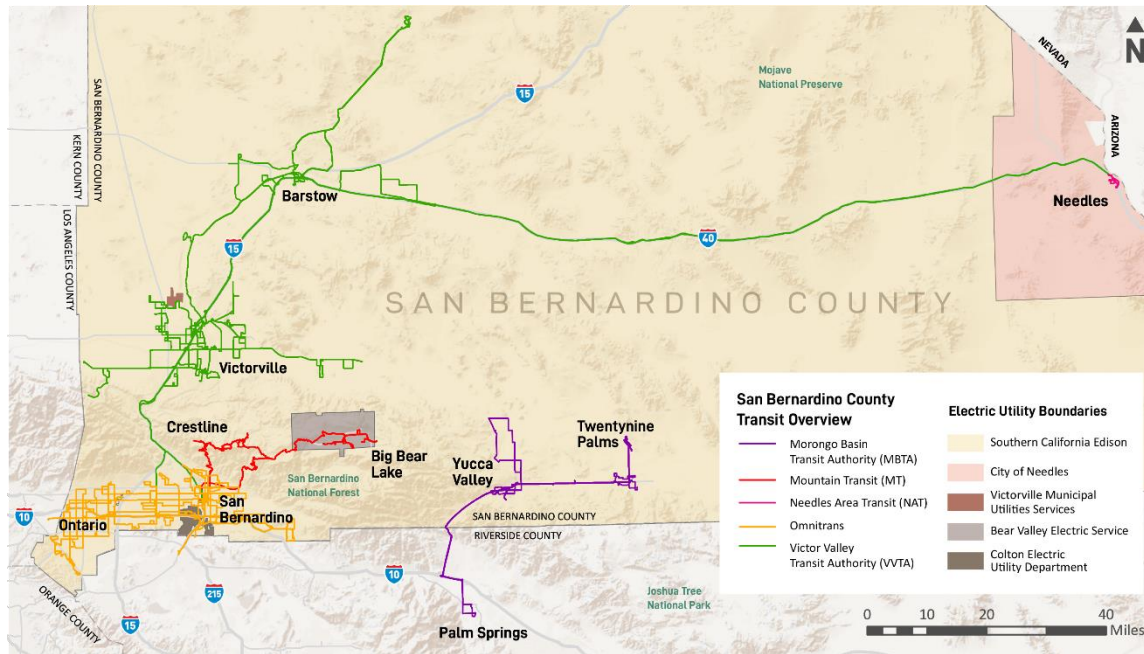 N
NEVADA
ARIZONA
Mojave
National Preserve
15
SAN BERNARDINO COUNTY
KERN COUNTY
LOS ANGELES COUNTY
Barstow
Needles
15
40
SAN BERNARDINO COUNTY
Victorville
Crestline
Big Bear
Lake
San Bernardino
National Forest
Yucca
Valley
Twentynine
Palms
San
Bernardino
Ontario
10
SAN BERNARDINO COUNTY
RIVERSIDE COUNTY
ORANGE COUNTY
15
215
10
Joshua Tree
National Park
Palm Springs
San Bernardino County
Transit Overview
Morongo Basin
Transit Authority (MBTA)
Mountain Transit (MT)
Needles Area Transit (NAT)
Omnitrans
Victor Valley
Transit Authority (VVTA)
Electric Utility Boundaries
Southern California Edison
City of Needles
Victorville Municipal
Utilities Services
Bear Valley Electric Service
Colton Electric
Utility Department
0 10 20 40
Miles